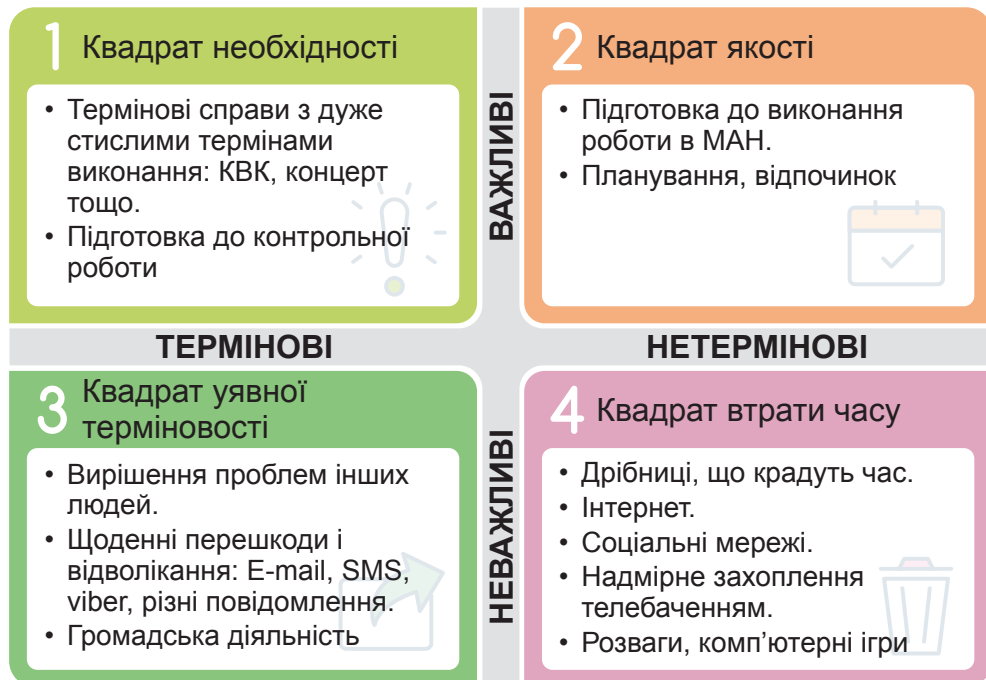 1 Квадрат необхідності
• Термінові справи з дуже
стислими термінами
виконання: КВК, концерт
тощо.
• Підготовка до контрольної
роботи
ВАЖЛИВІ
2 Квадрат якості
• Підготовка до виконання
роботи в МАН.
• Планування, відпочинок
ТЕРМІНОВІ
НЕТЕРМІНОВІ
3 Квадрат уявної
терміновості
• Вирішення проблем інших
людей.
• Щоденні перешкоди і
відволікання: E-mail, SMS,
viber, різні повідомлення.
• Громадська діяльність
НЕВАЖЛИВІ
4 Квадрат втрати часу
• Дрібниці, що крадуть час.
• Інтернет.
• Соціальні мережі.
• Надмірне захоплення
телебаченням.
• Розваги, комп’ютерні ігри